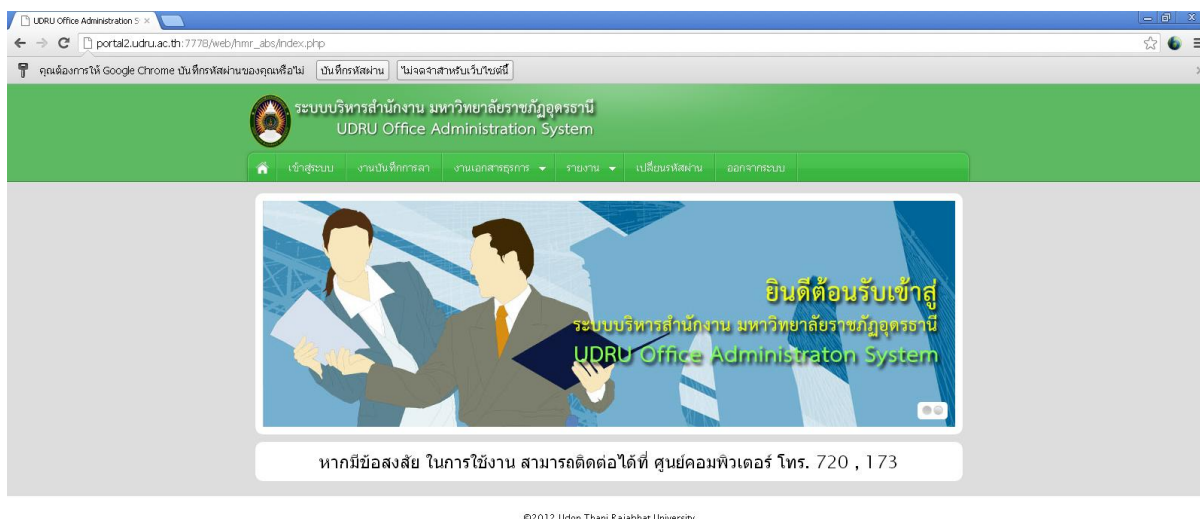 UDRU Office Administration S
portal2.udru.ac.th:7778/web/hmr_abs/index.php
คุณต้องการให้ Google Chrome บันทึกรหัสผ่านของคุณหรือไม่ บันทึกรหัสผ่าน ไม่จดจำสำหรับเว็บไซต์นี้
ระบบบริหารสำนักงาน มหาวิทยาลัยราชภัฏอุดรธานี
UDRU Office Administration System
เข้าสู่ระบบ งานบันทึกการลา งานเอกสารธุรการ รายงาน เปลี่ยนรหัสผ่าน ออกจากระบบ
ยินดีต้อนรับเข้าสู่
ระบบบริหารสำนักงาน มหาวิทยาลัยราชภัฏอุดรธานี
UDRU Office Administraton System
หากมีข้อสงสัย ในการใช้งาน สามารถติดต่อได้ที่ ศูนย์คอมพิวเตอร์ โทร. 720 , 173
©2012 Udon Thani Rajabhat University